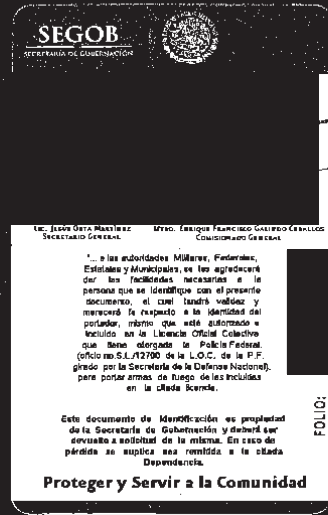 SEGOB
SECRETARÍA DE GOBERNACIÓN
LIC. JESÚS ORTA MARTÍNEZ MTRO. ENRIQUE FRANCISCO GALINDO CEBALLOS
SECRETARIO GENERAL COMISIONADO GENERAL
"... a las autoridades Militares, Federales,
Estatales y Municipales, se les agradecerá
dar las facilidades necesarias a la
persona que se identifique con el presente
documento, el cual tendrá validez y
merecerá fe respecto a la identidad del
portador, mismo que está autorizado e
incluido en la Licencia Oficial Colectiva
que tiene otorgada la Policía Federal.
(oficio no.S.L./12700 de la L.O.C. de la P.F.
girado por la Secretaría de la Defensa Nacional).
para portar armas de fuego de las incluidas
en la citada licencia.
Este documento de identificación es propiedad
de la Secretaría de Gobernación y deberá ser
devuelto a solicitud de la misma. En caso de
pérdida se suplica sea remitida a la citada
Dependencia.
FOLIO:
Proteger y Servir a la Comunidad